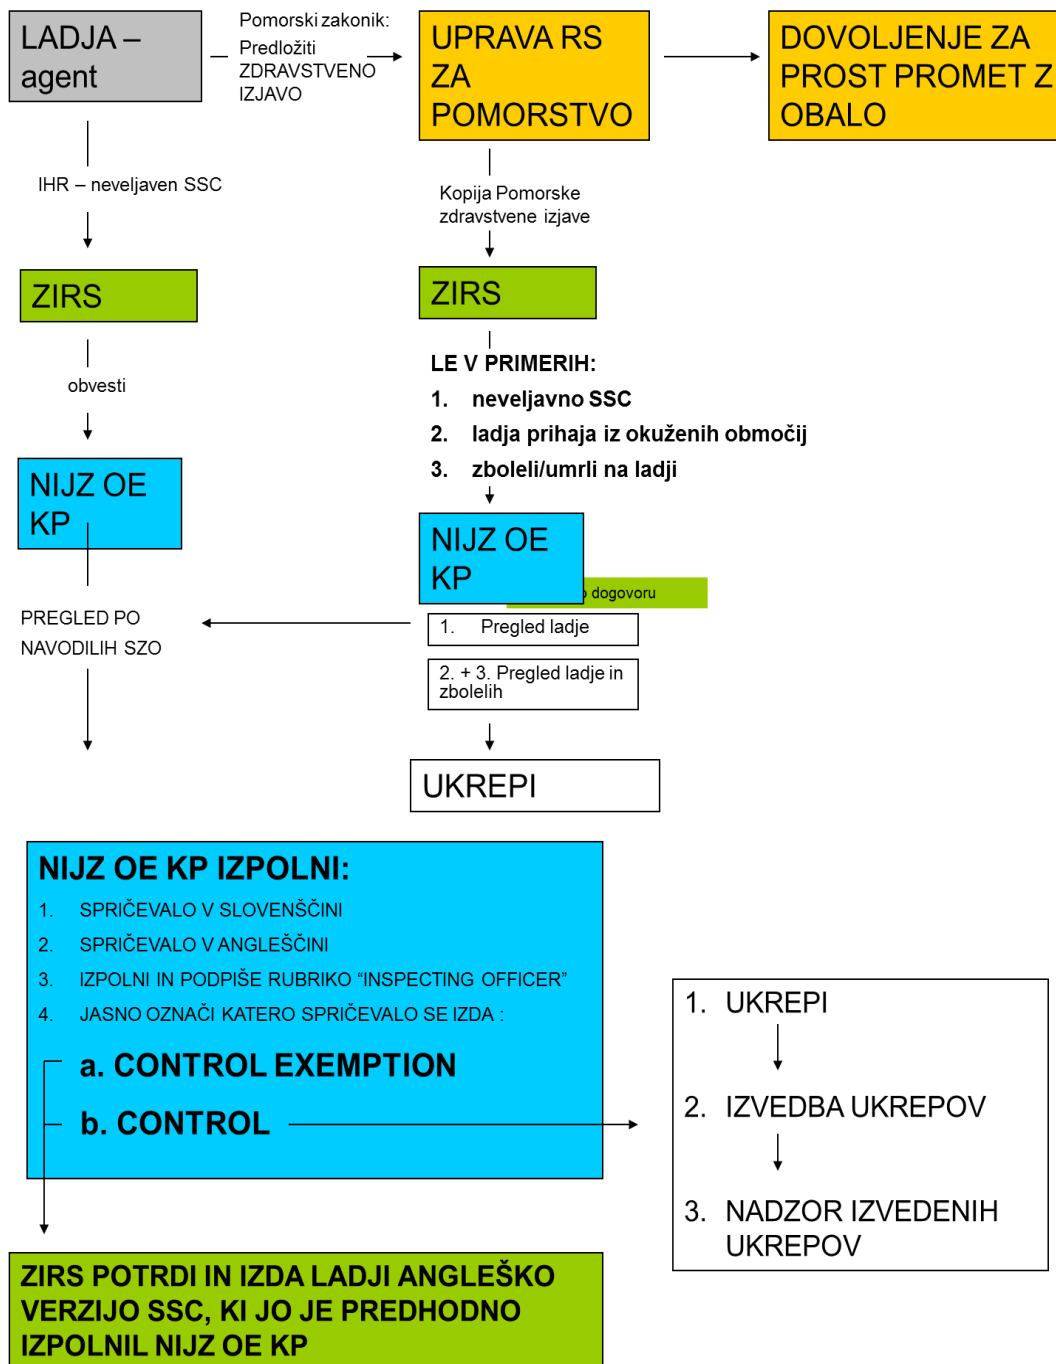 LADJA –
agent
Pomorski zakonik:
Predložiti
ZDRAVSTVENO
IZJAVO
UPRAVA RS
ZA
POMORSTVO
DOVOLJENJE ZA
PROST PROMET Z
OBALO
IHR – neveljaven SSC
Kopija Pomorske
zdravstvene izjave
ZIRS
ZIRS
obvesti
LE V PRIMERIH:
1. neveljavno SSC
2. ladja prihaja iz okuženih območij
3. zboleli/umrli na ladji
NIJZ OE
KP
NIJZ OE
KP
dogovoru
PREGLED PO
NAVODILIH SZO
1. Pregled ladje
2. + 3. Pregled ladje in
zbolelih
UKREPI
NIJZ OE KP IZPOLNI:
1. SPRIČEVALO V SLOVENŠČINI
2. SPRIČEVALO V ANGLEŠČINI
3. IZPOLNI IN PODPIŠE RUBRIKO “INSPECTING OFFICER”
4. JASNO OZNAČI KATERO SPRIČEVALO SE IZDA :
a. CONTROL EXEMPTION
b. CONTROL
1. UKREPI
2. IZVEDBA UKREPOV
3. NADZOR IZVEDENIH
UKREPOV
ZIRS POTRDI IN IZDA LADJI ANGLEŠKO
VERZIJO SSC, KI JO JE PREDHODNO
IZPOLNIL NIJZ OE KP